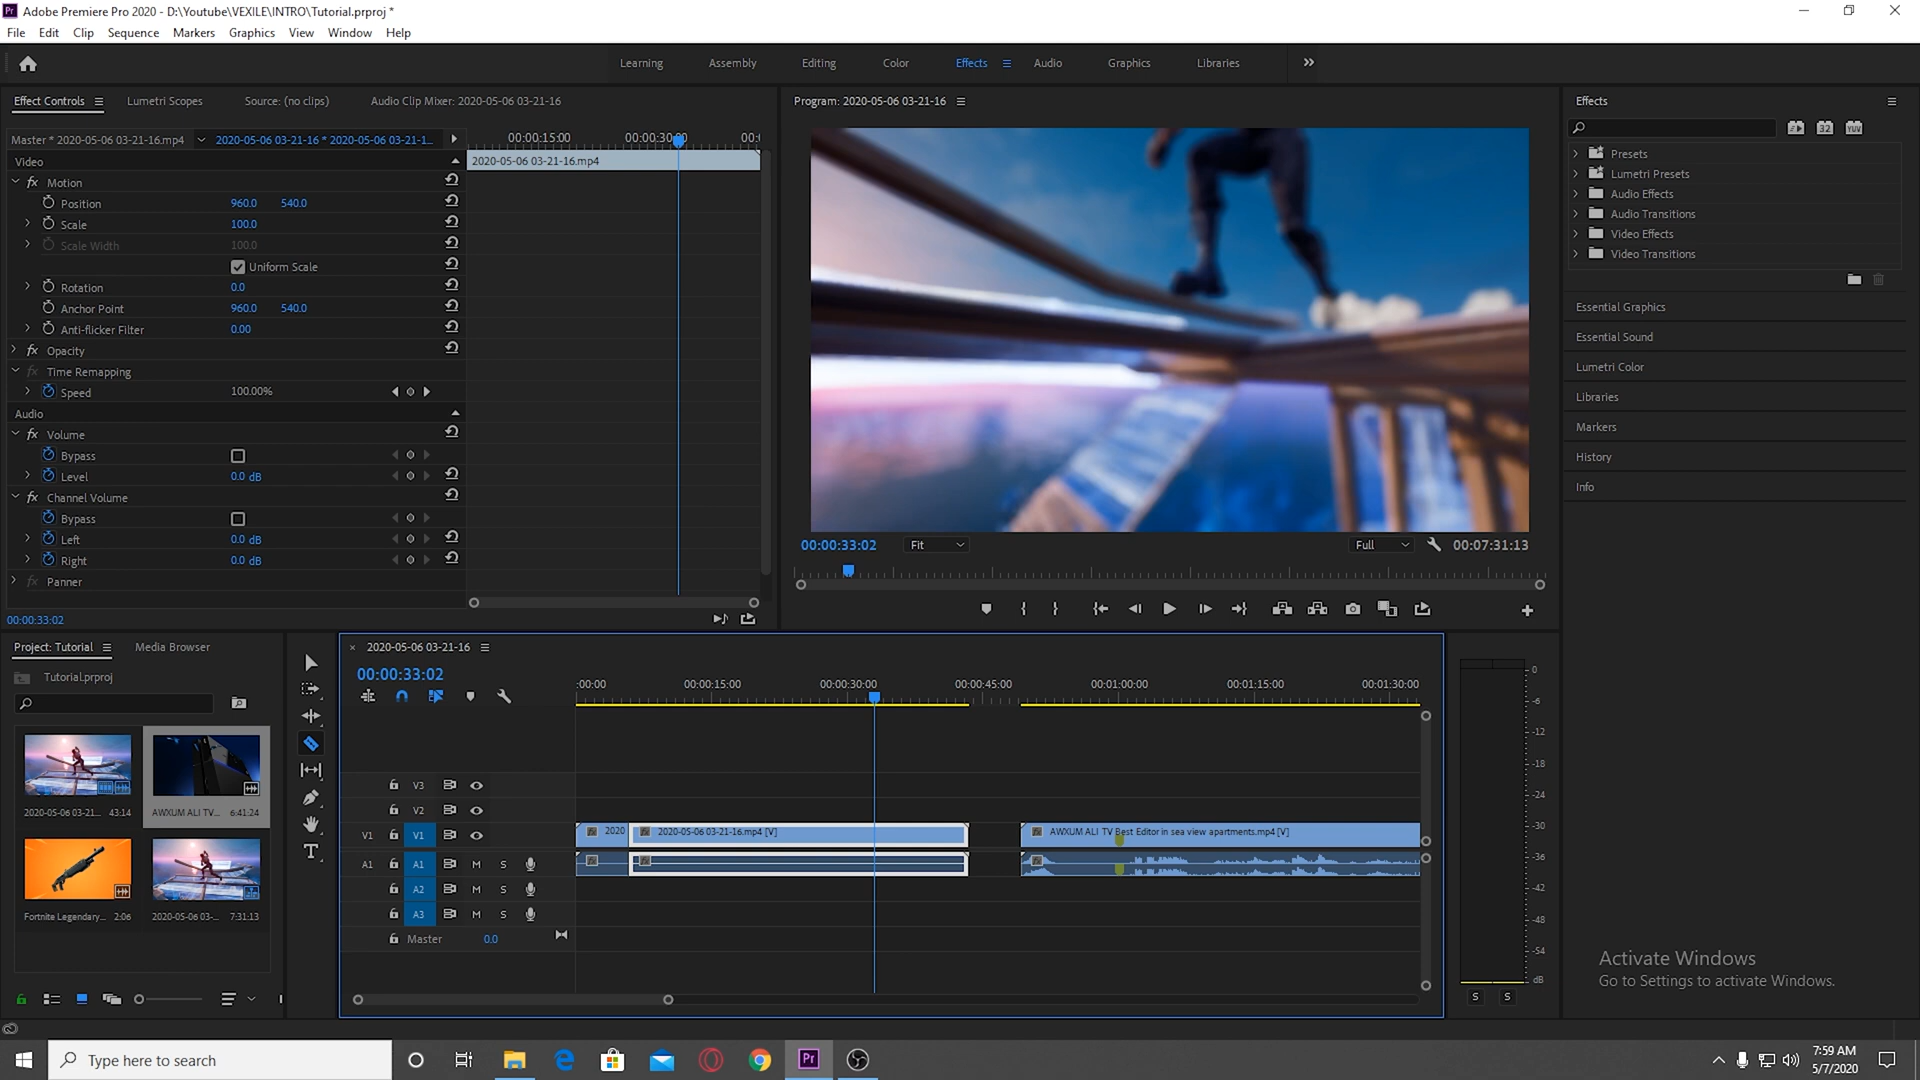 Adobe Premiere Pro 2020 - D:\Youtube\VEXILE\INTRO\Tutorial.prproj *
File Edit Clip Sequence Markers Graphics View Window Help
Learning Assembly Editing Color Effects Audio Graphics Libraries
Effect Controls Lumetri Scopes Source: (no clips) Audio Clip Mixer: 2020-05-06 03-21-16
Master * 2020-05-06 03-21-16.mp4 2020-05-06 03-21-16 * 2020-05-06 03-21-1...
00:00:15:00 00:00:30:00
2020-05-06 03-21-16.mp4
Video
Motion
Position 960.0 540.0
Scale 100.0
Scale Width 100.0
Uniform Scale
Rotation 0.0
Anchor Point 960.0 540.0
Anti-flicker Filter 0.00
Opacity
Time Remapping
Speed 100.00%
Audio
Volume
Bypass
Level 0.0 dB
Channel Volume
Bypass
Left 0.0 dB
Right 0.0 dB
Panner
00:00:33:02
Program: 2020-05-06 03-21-16
00:00:33:02 Fit Full 00:07:31:13
Effects
Presets
Lumetri Presets
Audio Effects
Audio Transitions
Video Effects
Video Transitions
Essential Graphics
Essential Sound
Lumetri Color
Libraries
Markers
History
Info
Project: Tutorial Media Browser
Tutorial.prproj
2020-05-06 03-21... 43:14
AWXUM ALI TV... 6:41:24
Fortnite Legendary... 2:06
2020-05-06 03-... 7:31:13
2020-05-06 03-21-16
00:00:33:02
:00:00 00:00:15:00 00:00:30:00 00:00:45:00 00:01:00:00 00:01:15:00 00:01:30:00
V3
V2
V1 V1
2020 2020-05-06 03-21-16.mp4 [V] AWXUM ALI TV Best Editor in sea view apartments.mp4 [V]
A1 A1 M S
A2 M S
A3 M S
Master 0.0
0
-6
-12
-18
-24
-30
-36
-42
-48
-54
dB
S S
Activate Windows
Go to Settings to activate Windows.
Type here to search
7:59 AM
5/7/2020